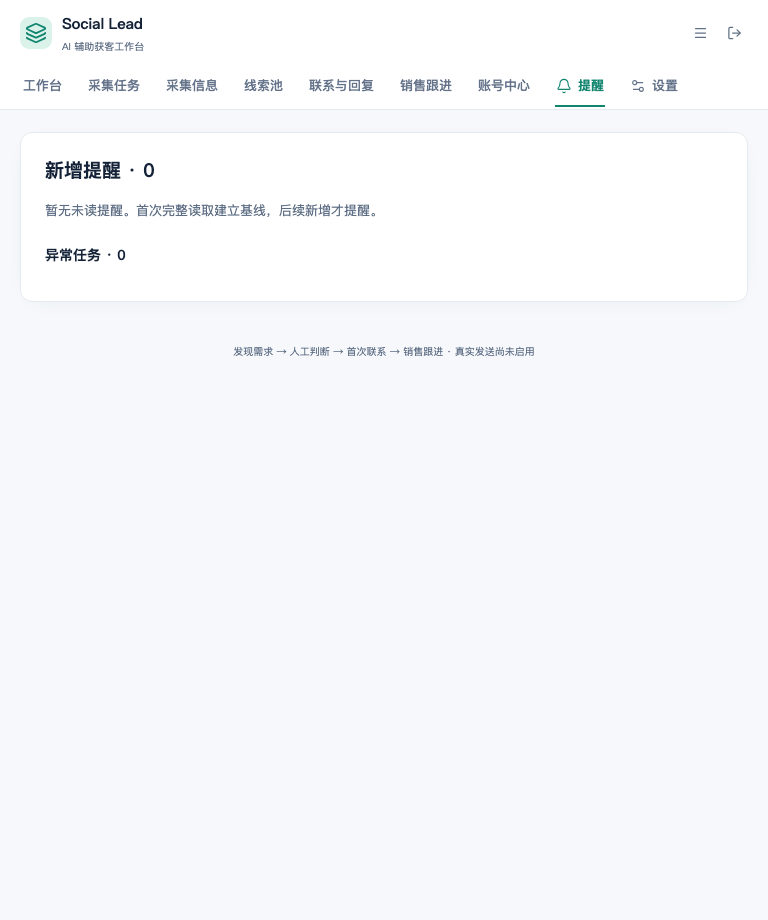 Social Lead
AI 辅助获客工作台
工作台 采集任务 采集信息 线索池 联系与回复 销售跟进 账号中心 提醒 设置
新增提醒 · 0
暂无未读提醒。首次完整读取建立基线，后续新增才提醒。
异常任务 · 0
发现需求 → 人工判断 → 首次联系 → 销售跟进 · 真实发送尚未启用